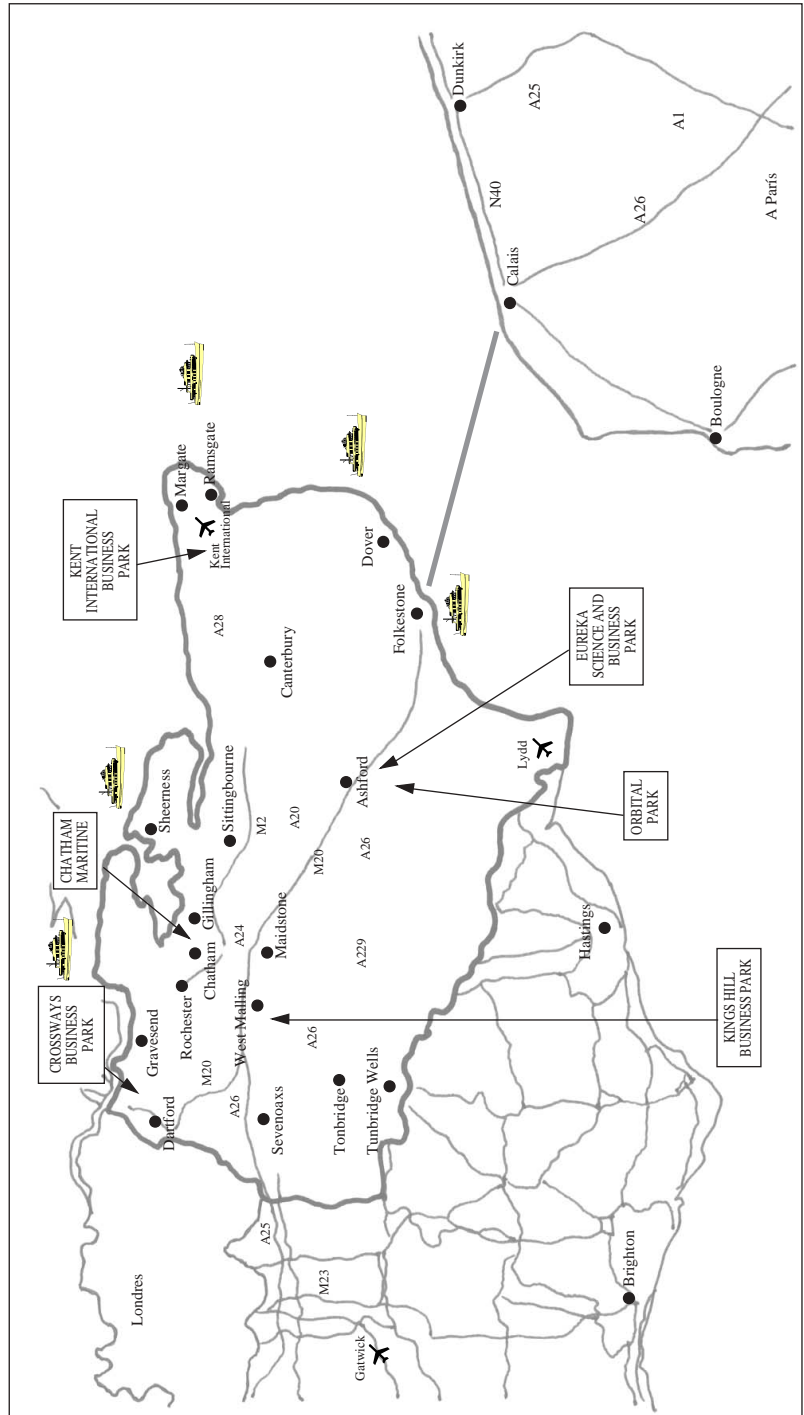 Londres
Dartford
Gravesend
CROSSWAYS
BUSINESS
PARK
Rochester
Chatham
Gillingham
CHATHAM
MARITINE
Sheerness
Sittingbourne
KENT
INTERNATIONAL
BUSINESS
PARK
Margate
Ramsgate
Kent
International
M20
A26
Sevenoaxs
West Malling
A24
Maidstone
M2
A20
A28
Canterbury
A25
M23
Gatwick
Tonbridge
Tunbridge Wells
A26
A229
M20
A26
Ashford
Folkestone
Dover
Lydd
KINGS HILL
BUSINESS PARK
ORBITAL
PARK
EUREKA
SCIENCE AND
BUSINESS
PARK
Brighton
Hastings
Dunkirk
A25
N40
Calais
A1
A26
Boulogne
A París